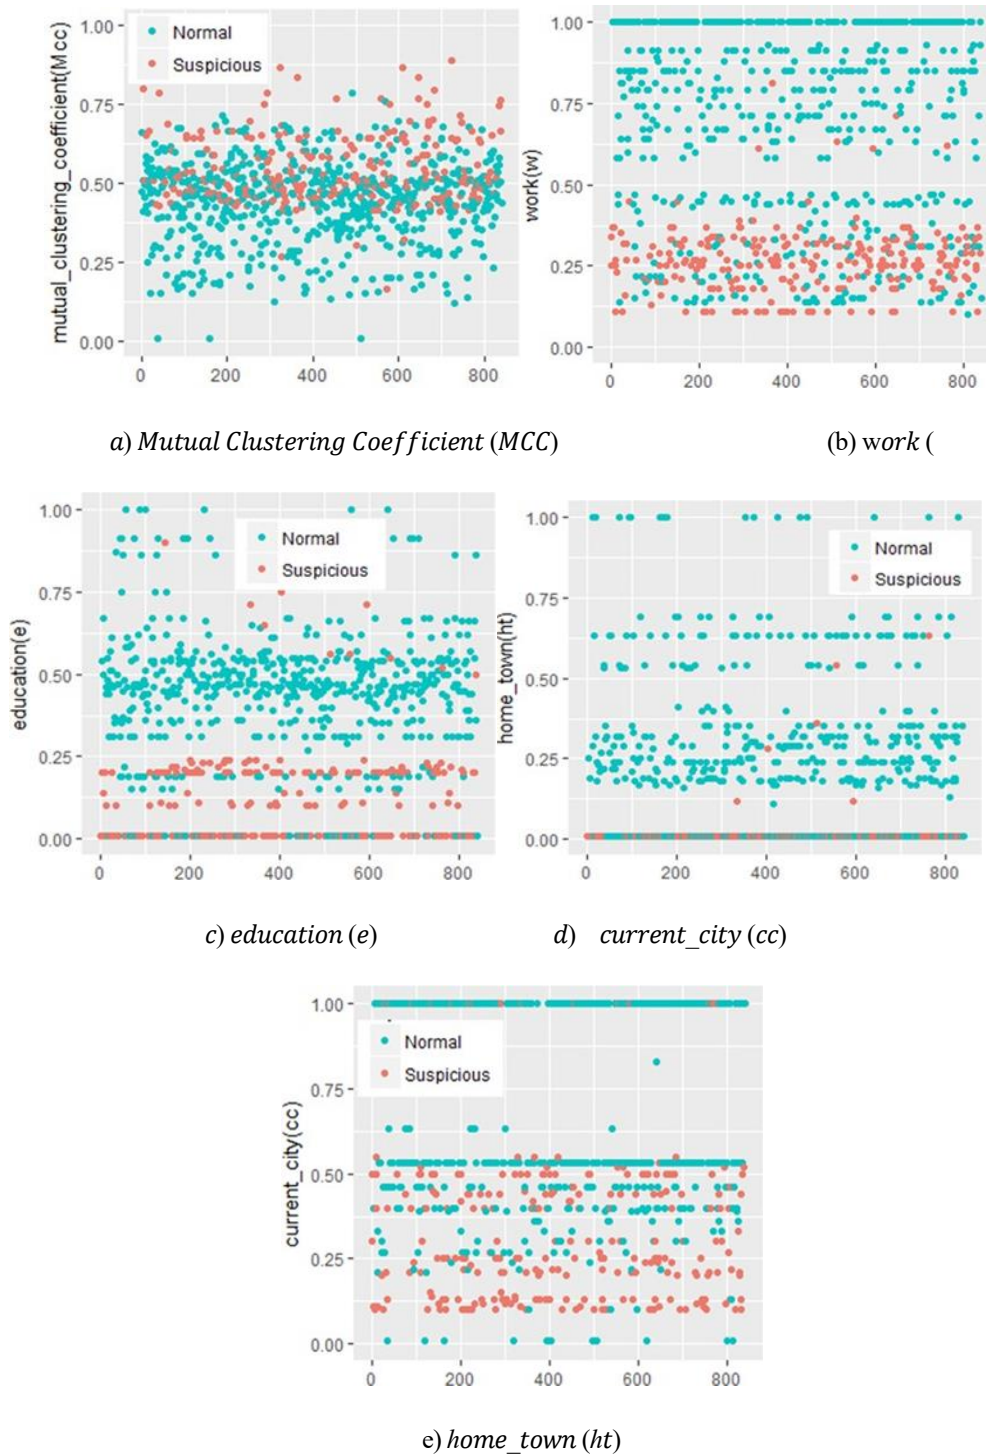 mutual_clustering_coefficient(Mcc)
1.00
0.75
0.50
0.25
0.00
Normal
Suspicious
0 200 400 600 800
work(w)
1.00
0.75
0.50
0.25
0.00
0 200 400 600 800
a) Mutual Clustering Coefficient (MCC)
(b) work (
education(e)
1.00
0.75
0.50
0.25
0.00
Normal
Suspicious
0 200 400 600 800
home_town(ht)
1.00
0.75
0.50
0.25
0.00
Normal
Suspicious
0 200 400 600 800
c) education (e)
d) current_city (cc)
current_city(cc)
1.00
0.75
0.50
0.25
0.00
Normal
Suspicious
0 200 400 600 800
e) home_town (ht)